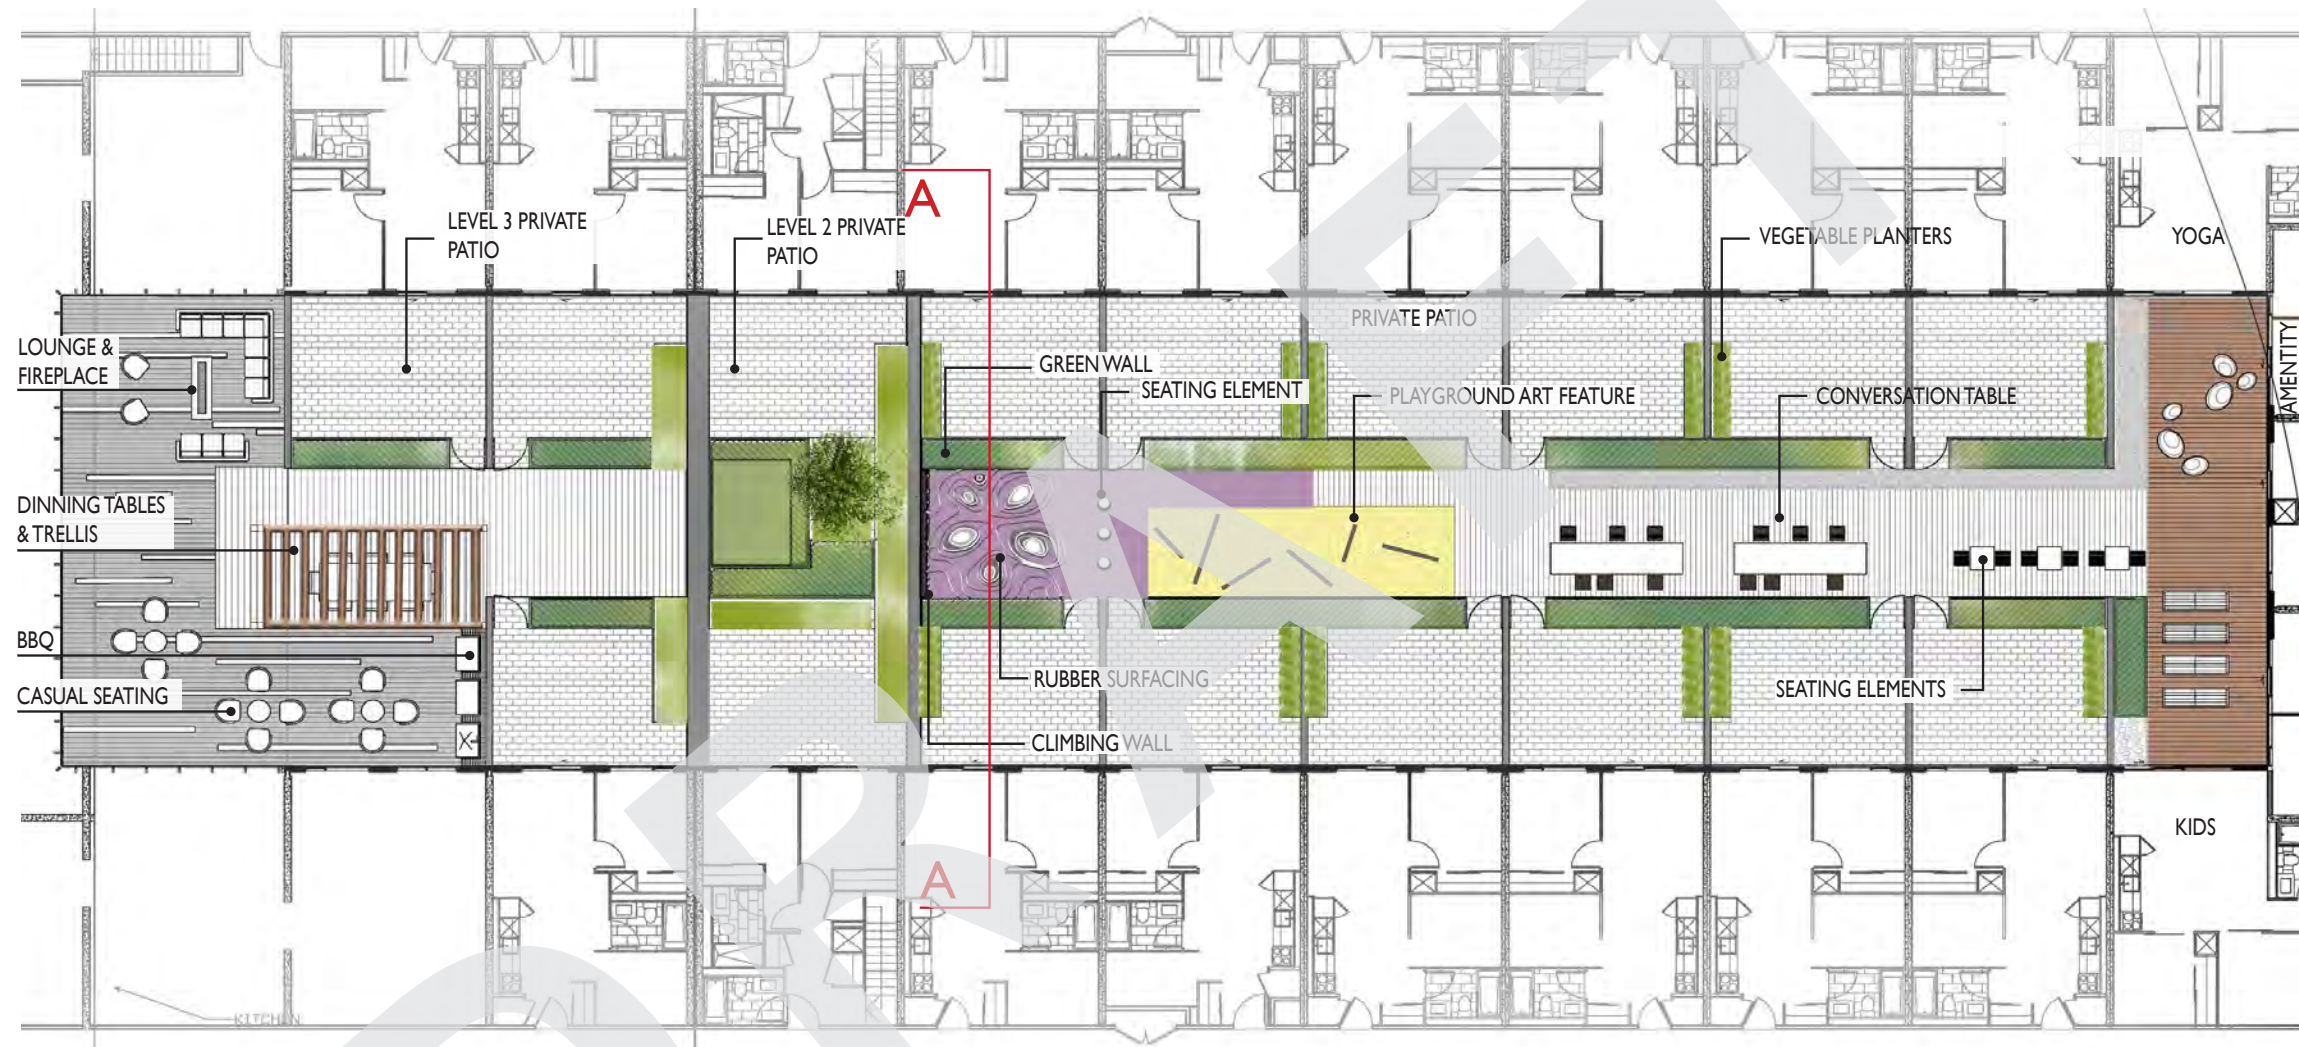 LEVEL 3 PRIVATE
PATIO
LEVEL 2 PRIVATE
PATIO
A
VEGETABLE PLANTERS
YOGA
PRIVATE PATIO
LOUNGE &
FIREPLACE
GREEN WALL
SEATING ELEMENT
PLAYGROUND ART FEATURE
CONVERSATION TABLE
AMENTITY
DINNING TABLES
& TRELLIS
BBQ
CASUAL SEATING
RUBBER SURFACING
SEATING ELEMENTS
CLIMBING WALL
KIDS
A
KITCHEN